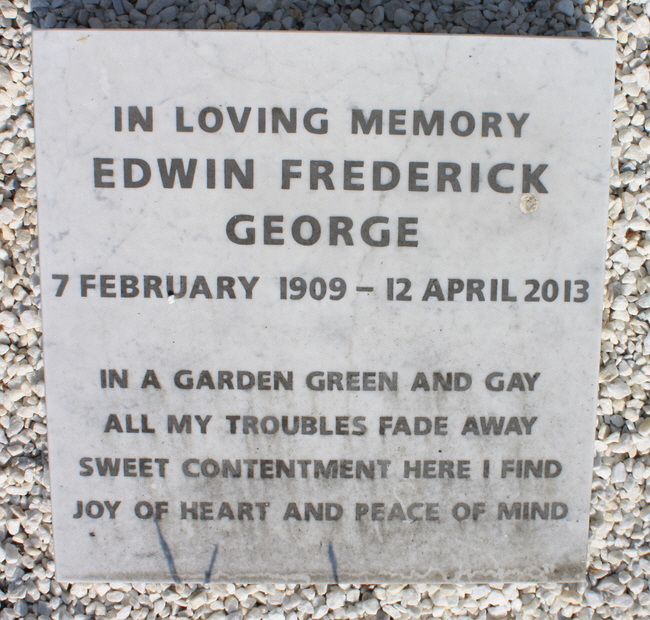 IN LOVING MEMORY
EDWIN FREDERICK
GEORGE
7 FEBRUARY 1909 – 12 APRIL 2013
IN A GARDEN GREEN AND GAY
ALL MY TROUBLES FADE AWAY
SWEET CONTENTMENT HERE I FIND
JOY OF HEART AND PEACE OF MIND